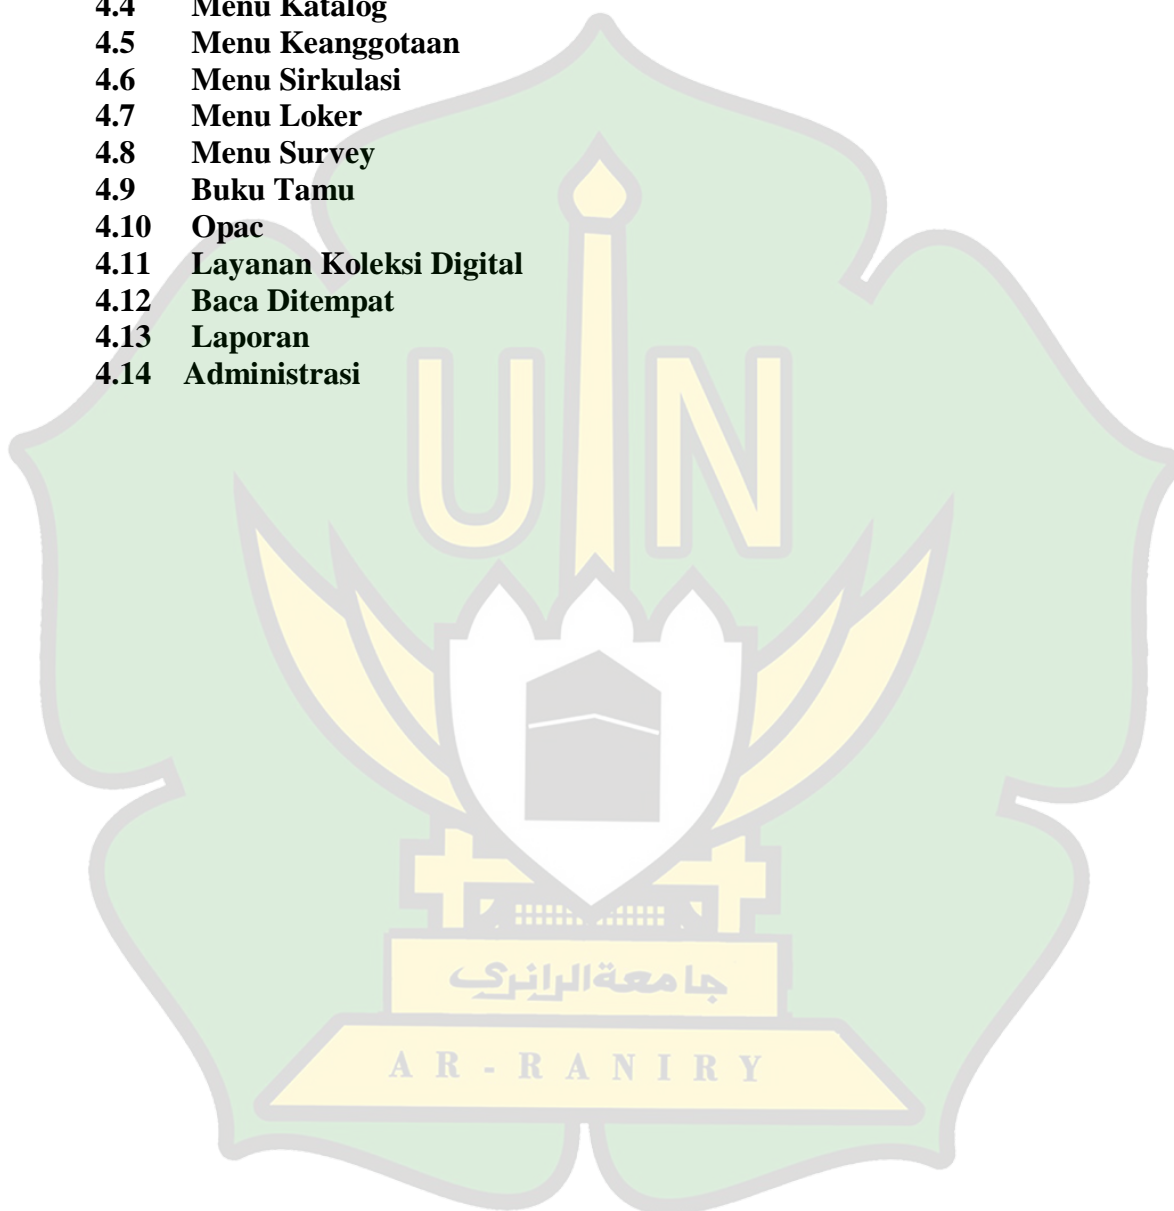 4.4 Menu Katalog
4.5 Menu Keanggotaan
4.6 Menu Sirkulasi
4.7 Menu Loker
4.8 Menu Survey
4.9 Buku Tamu
4.10 Opac
4.11 Layanan Koleksi Digital
4.12 Baca Ditempat
4.13 Laporan
4.14 Administrasi
UIN
جامعة الرانري
AR-RANIRY